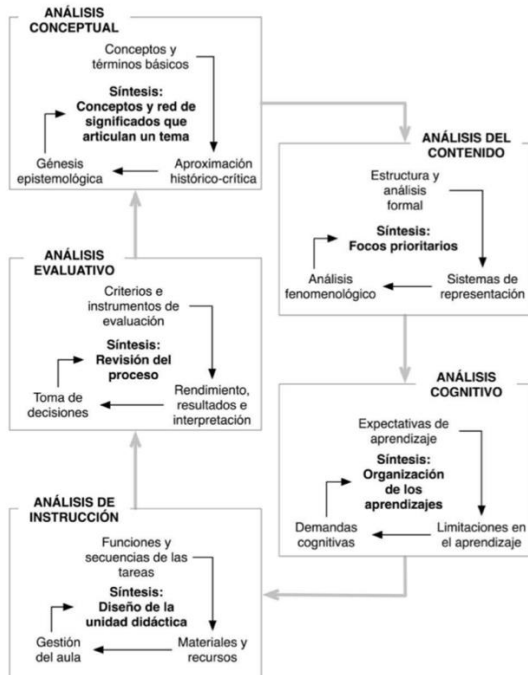 ANÁLISIS
CONCEPTUAL
Conceptos y
términos básicos
Síntesis:
Conceptos y red de
significados que
articulan un tema
Génesis
epistemológica
Aproximación
histórico-crítica
ANÁLISIS DEL
CONTENIDO
Estructura y
análisis
formal
Síntesis:
Focos prioritarios
Análisis
fenomenológico
Sistemas de
representación
ANÁLISIS
COGNITIVO
Expectativas de
aprendizaje
Síntesis:
Organización
de los
aprendizajes
Demandas
cognitivas
Limitaciones en
el aprendizaje
ANÁLISIS DE
INSTRUCCIÓN
Funciones y
secuencias de las
tareas
Síntesis:
Diseño de la
unidad didáctica
Gestión
del aula
Materiales y
recursos
ANÁLISIS
EVALUATIVO
Criterios e
instrumentos de
evaluación
Síntesis:
Revisión del
proceso
Toma de
decisiones
Rendimiento,
resultados e
interpretación